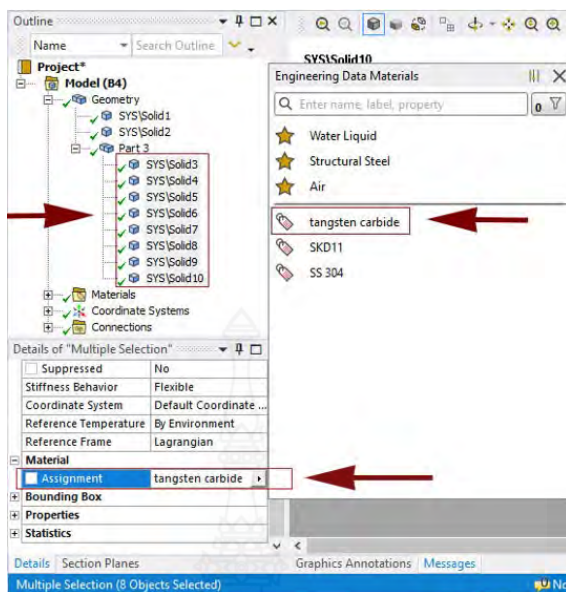 Outline
Name
Search Outline
Project*
Model (B4)
Geometry
SYS\Solid1
SYS\Solid2
Part 3
SYS\Solid3
SYS\Solid4
SYS\Solid5
SYS\Solid6
SYS\Solid7
SYS\Solid8
SYS\Solid9
SYS\Solid10
Materials
Coordinate Systems
Connections
Details of "Multiple Selection"
Suppressed No
Stiffness Behavior Flexible
Coordinate System Default Coordinate ...
Reference Temperature By Environment
Reference Frame Lagrangian
Material
Assignment tangsten carbide
Bounding Box
Properties
Statistics
Details Section Planes
Multiple Selection (8 Objects Selected)
SYS\Solid10
Engineering Data Materials
Enter name, label, property
0
Water Liquid
Structural Steel
Air
tangsten carbide
SKD11
SS 304
Graphics Annotations Messages